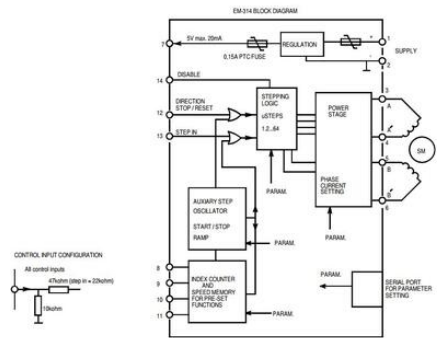 EM-314 BLOCK DIAGRAM
5V max. 20mA
7
0.15A PTC FUSE
REGULATION
+
1
SUPPLY
-
2
14
DISABLE
DIRECTION
STOP / RESET
12
13
STEP IN
STEPPING
LOGIC
uSTEPS
1.2...64
POWER
STAGE
PHASE
CURRENT
SETTING
3
A
A
4
5
B
B
6
SM
PARAM.
PARAM.
AUXIARY STEP
OSCILLATOR
START / STOP
RAMP
PARAM.
CONTROL INPUT CONFIGURATION
All control inputs
47kohm (step in = 22kohm)
10kohm
8
9
10
11
INDEX COUNTER
AND
SPEED MEMORY
FOR PRE-SET
FUNCTIONS
PARAM.
PARAM.
SERIAL PORT
FOR PARAMETER
SETTING